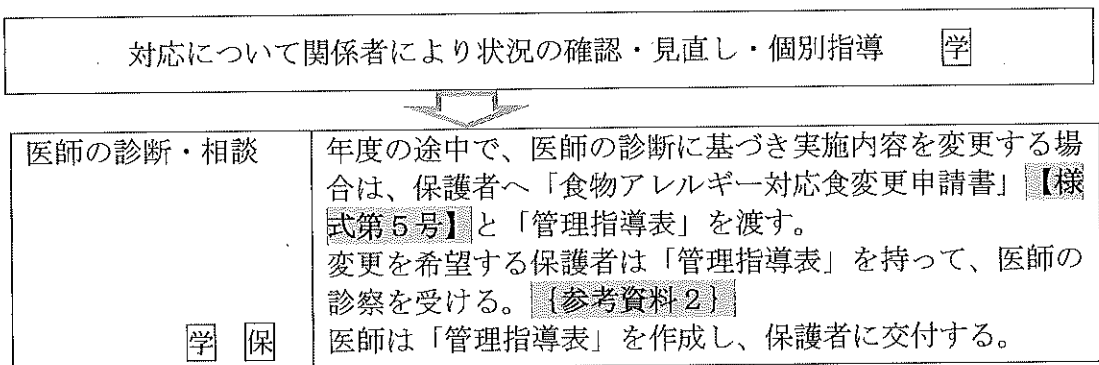 対応について関係者により状況の確認・見直し・個別指導 学
医師の診断・相談
学 保
年度の途中で、医師の診断に基づき実施内容を変更する場
合は、保護者へ「食物アレルギー対応食変更申請書」【様
式第5号】と「管理指導表」を渡す。
変更を希望する保護者は「管理指導表」を持って、医師の
診察を受ける。{参考資料2}
医師は「管理指導表」を作成し、保護者に交付する。